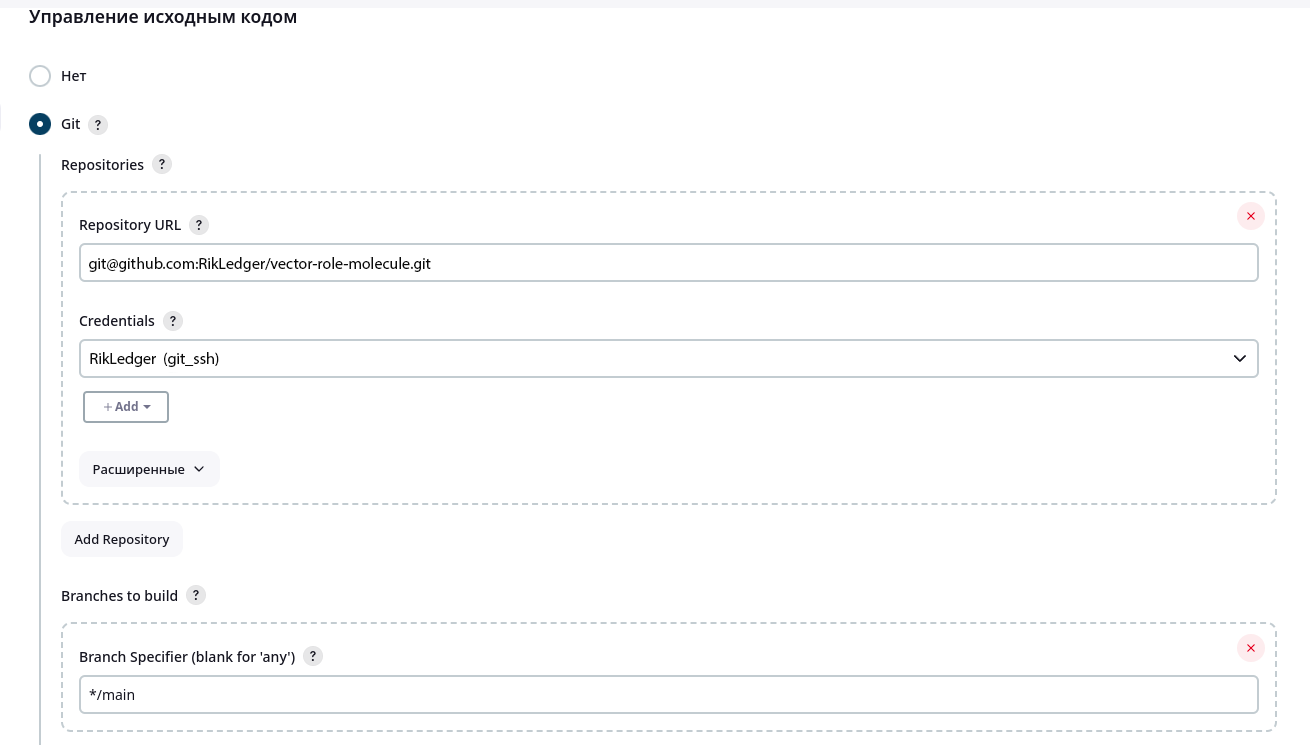 Управление исходным кодом
Нет
Git ?
Repositories ?
Repository URL ?
git@github.com:RikLedger/vector-role-molecule.git
Credentials ?
RikLedger (git_ssh)
+ Add
Расширенные
Add Repository
Branches to build ?
Branch Specifier (blank for 'any') ?
*/main